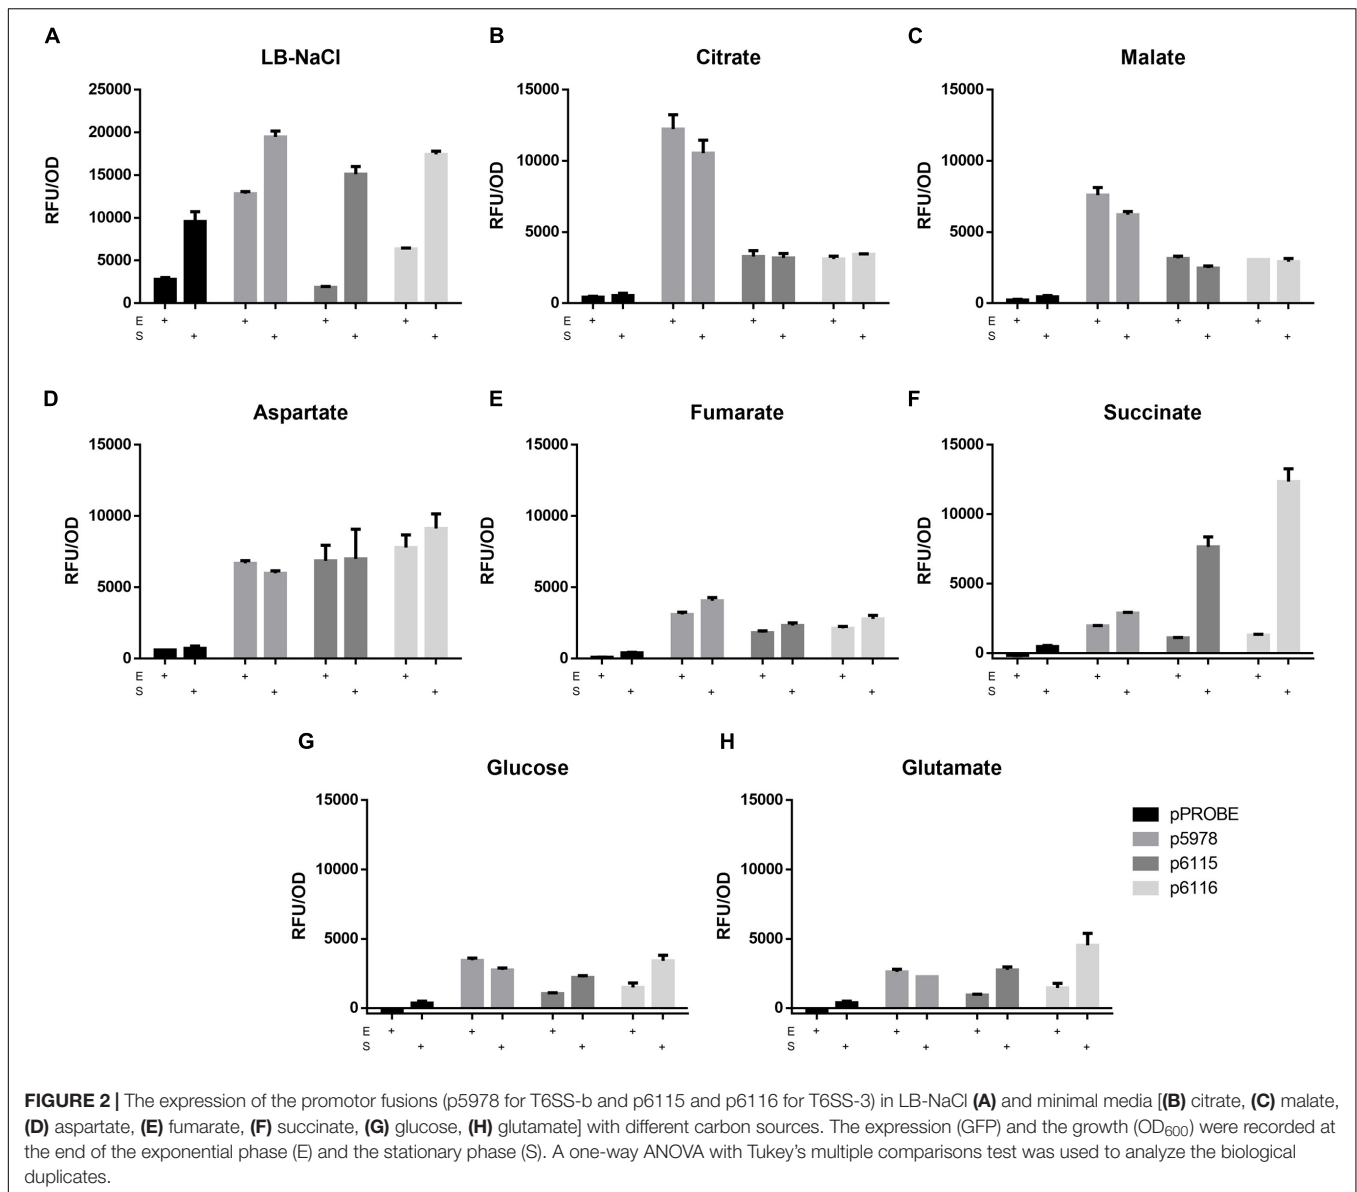 A
LB-NaCl
RFU/OD
25000
20000
15000
10000
5000
0
E + + + +
S + + + +
B
Citrate
RFU/OD
15000
10000
5000
0
E + + + +
S + + + +
C
Malate
RFU/OD
15000
10000
5000
0
E + + + +
S + + + +
D
Aspartate
RFU/OD
15000
10000
5000
0
E + + + +
S + + + +
E
Fumarate
RFU/OD
15000
10000
5000
0
E + + + +
S + + + +
F
Succinate
RFU/OD
15000
10000
5000
0
E + + + +
S + + + +
G
Glucose
RFU/OD
15000
10000
5000
0
E + + + +
S + + + +
H
Glutamate
RFU/OD
15000
10000
5000
0
E + + + +
S + + + +
pPROBE
p5978
p6115
p6116
FIGURE 2 | The expression of the promotor fusions (p5978 for T6SS-b and p6115 and p6116 for T6SS-3) in LB-NaCl (A) and minimal media [(B) citrate, (C) malate,
(D) aspartate, (E) fumarate, (F) succinate, (G) glucose, (H) glutamate] with different carbon sources. The expression (GFP) and the growth (OD₆₀₀) were recorded at
the end of the exponential phase (E) and the stationary phase (S). A one-way ANOVA with Tukey's multiple comparisons test was used to analyze the biological
duplicates.